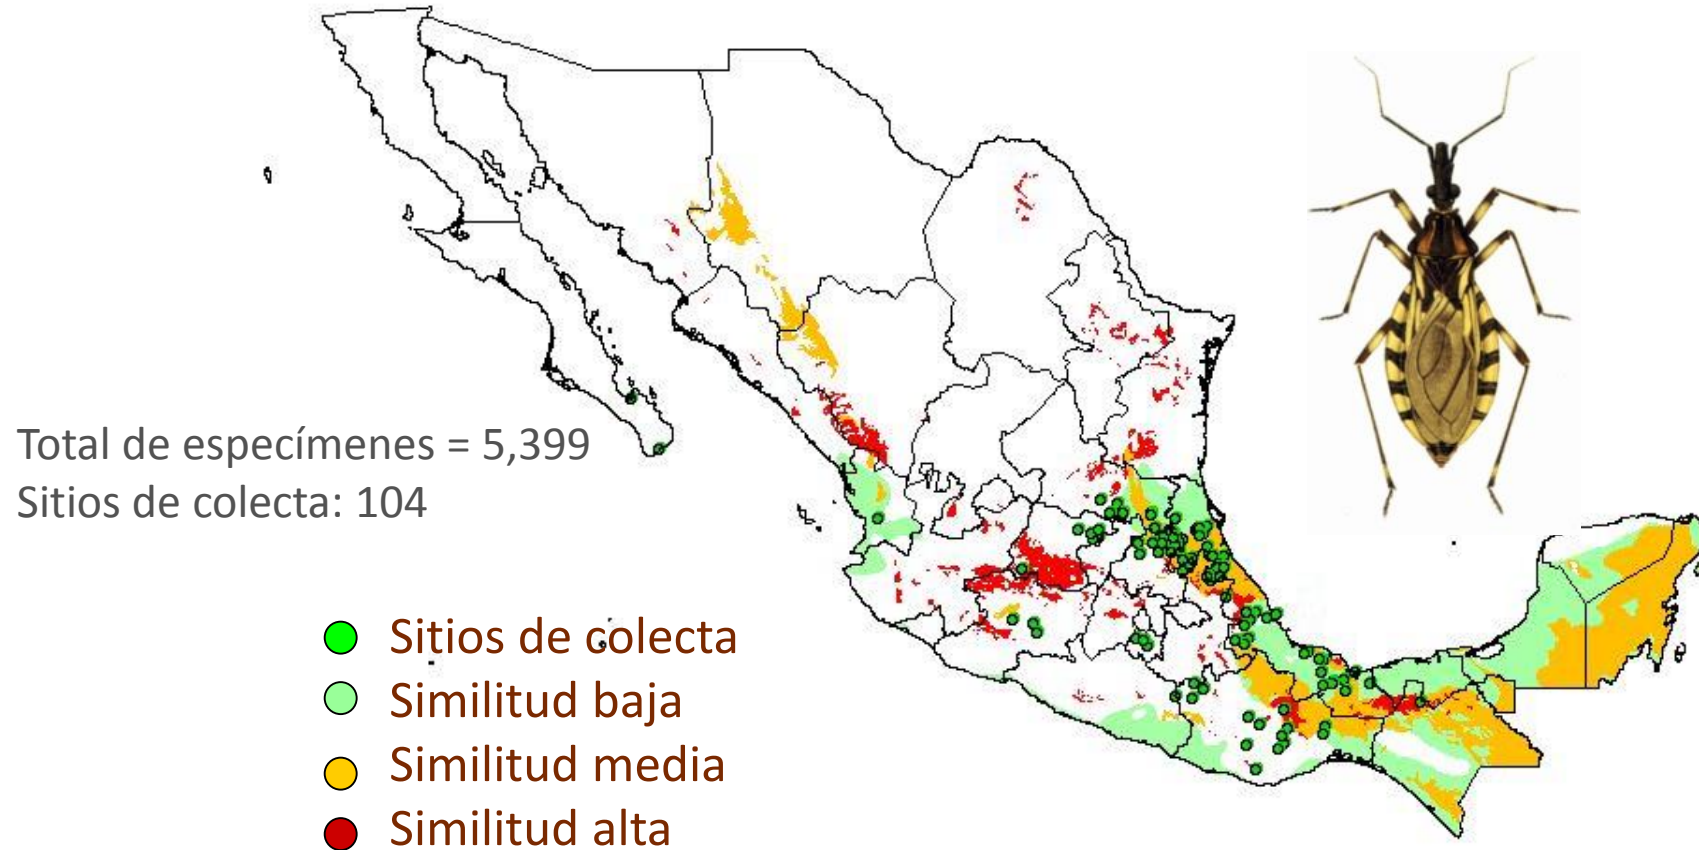 Total de especímenes = 5,399
Sitios de colecta: 104
Sitios de colecta
Similitud baja
Similitud media
Similitud alta